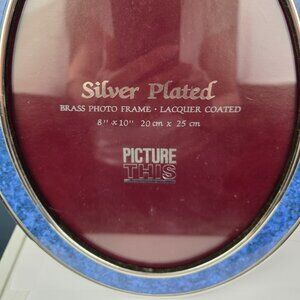 Silver Plated
BRASS PHOTO FRAME • LACQUER COATED
8" x 10" 20 cm x 25 cm
PICTURE
THIS